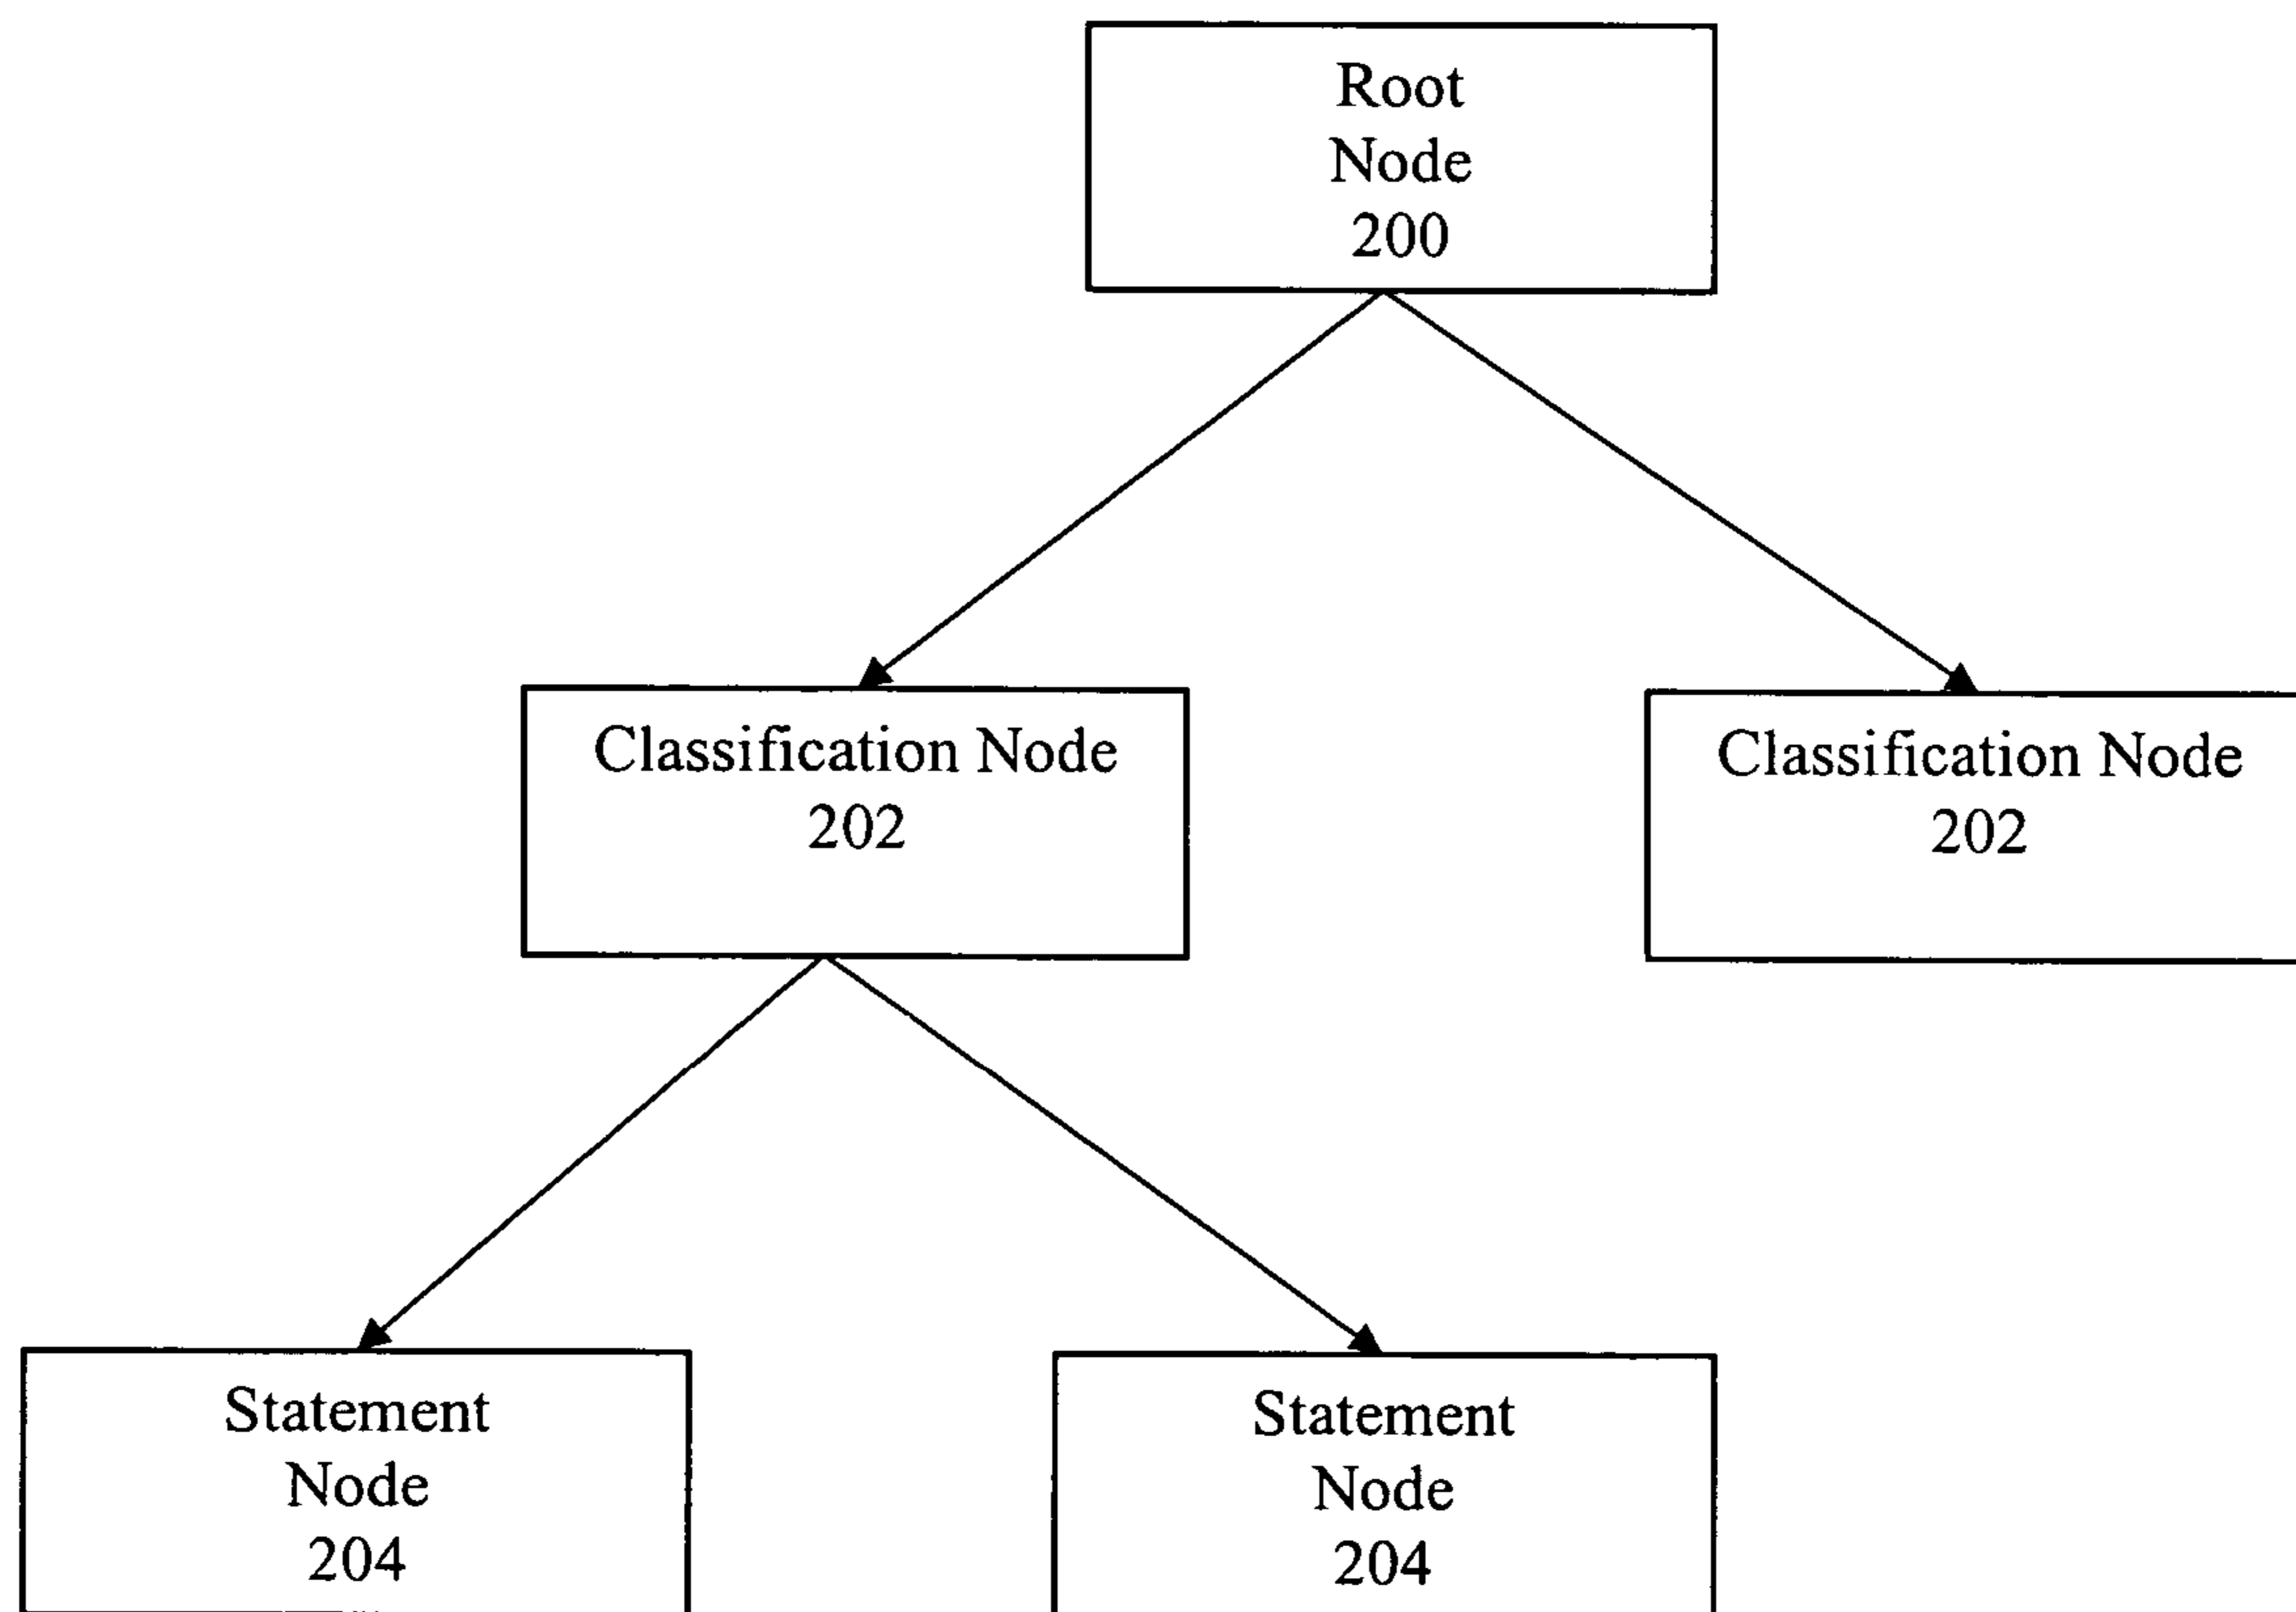 Root
Node
200
Classification Node
202
Classification Node
202
Statement
Node
204
Statement
Node
204